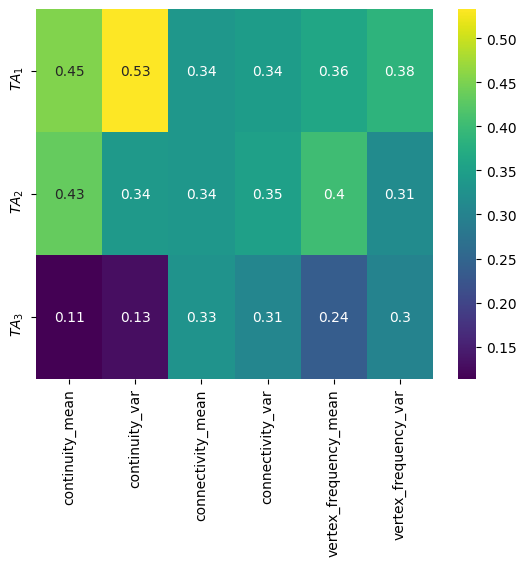 TA₁ 0.45 0.53 0.34 0.34 0.36 0.38
TA₂ 0.43 0.34 0.34 0.35 0.4 0.31
TA₃ 0.11 0.13 0.33 0.31 0.24 0.3
continuity_mean
continuity_var
connectivity_mean
connectivity_var
vertex_frequency_mean
vertex_frequency_var
0.50
0.45
0.40
0.35
0.30
0.25
0.20
0.15